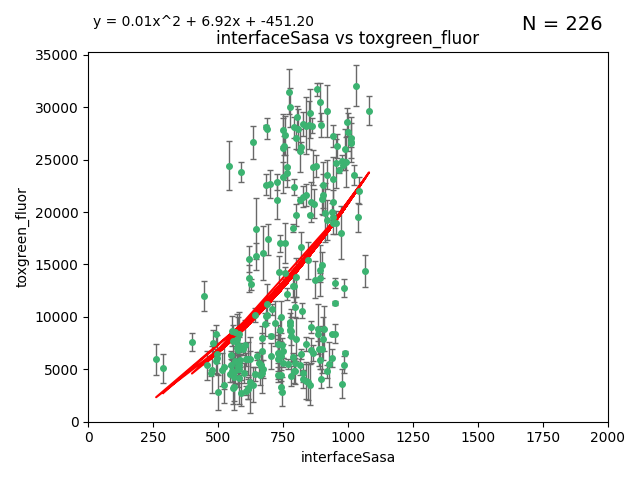 y = 0.01x^2 + 6.92x + -451.20
N = 226
interfaceSasa vs toxgreen_fluor
35000
30000
25000
20000
15000
10000
5000
0
toxgreen_fluor
0 250 500 750 1000 1250 1500 1750 2000
interfaceSasa